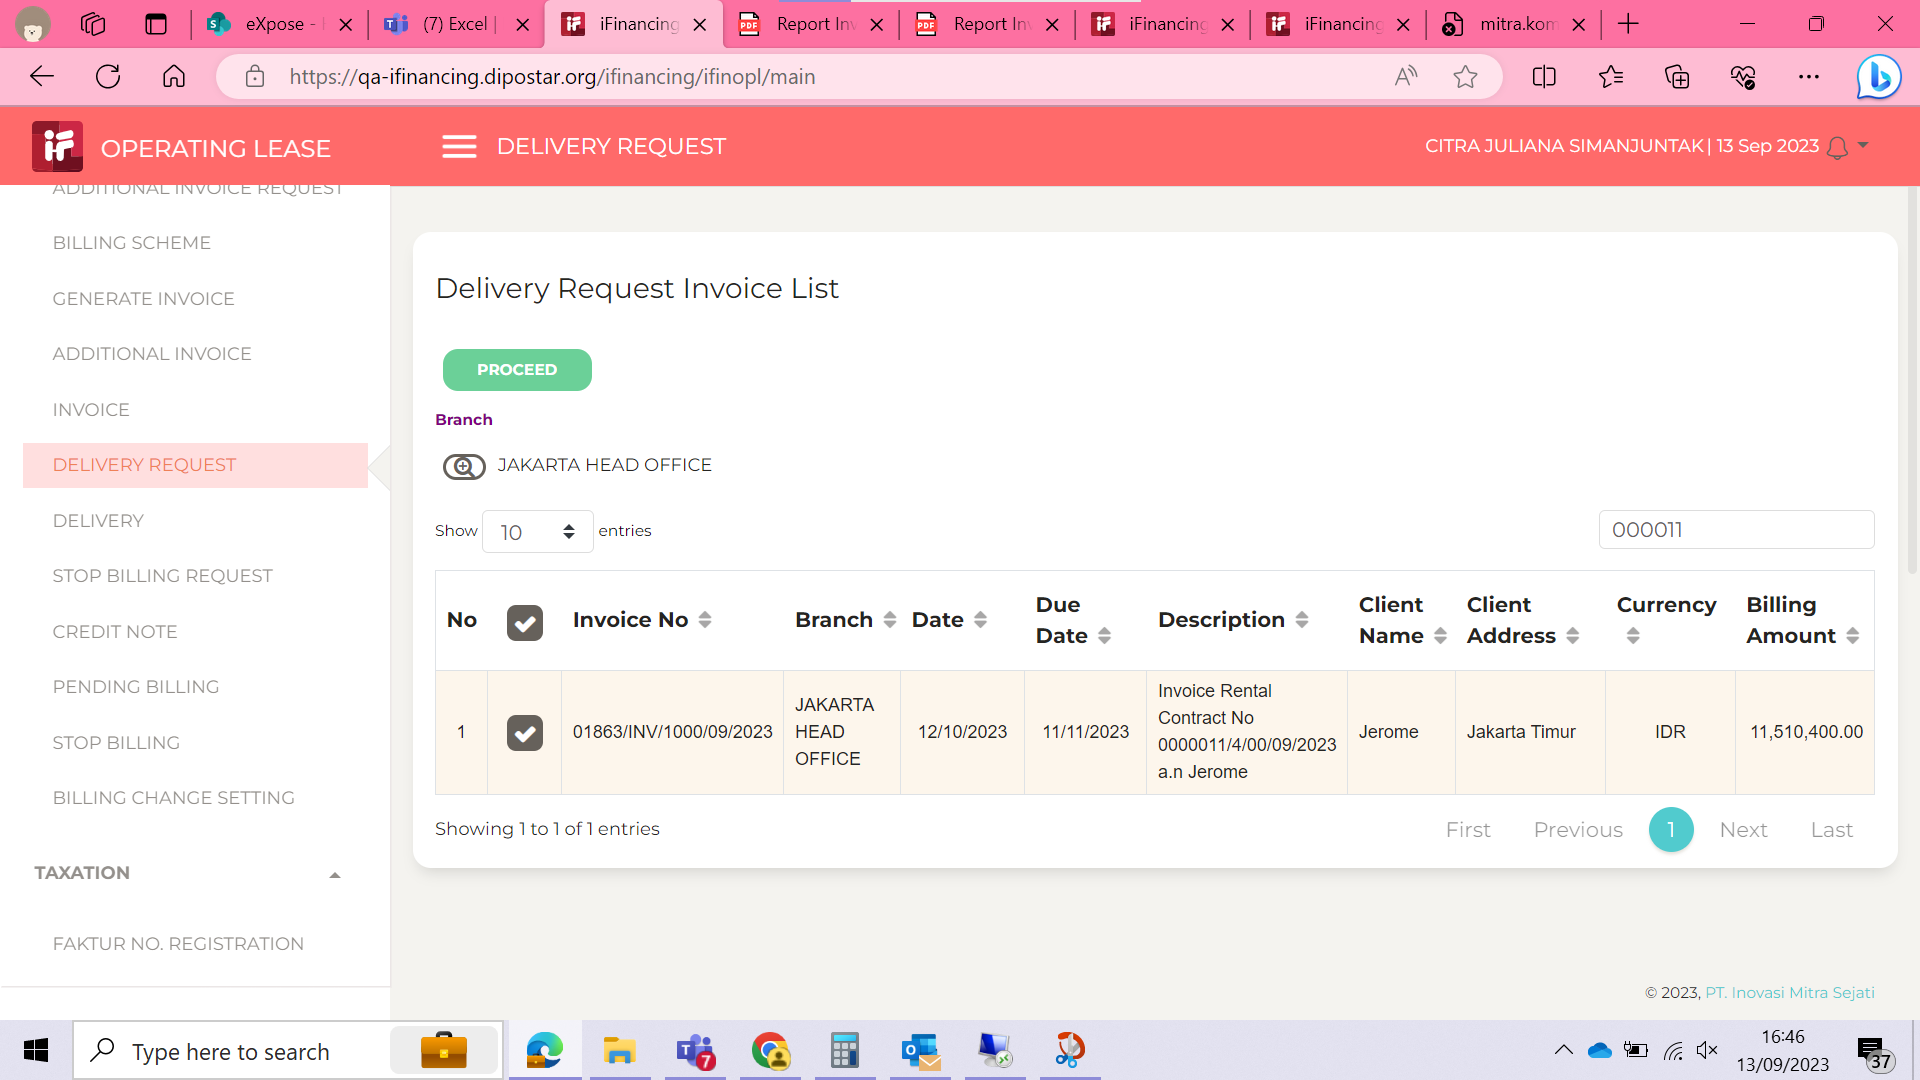 eXpose -
(7) Excel |
iFinancing
Report Inv
Report Inv
iFinancing
iFinancing
mitra.kom
https://qa-ifinancing.dipostar.org/ifinancing/ifinopl/main
iF OPERATING LEASE
DELIVERY REQUEST
CITRA JULIANA SIMANJUNTAK | 13 Sep 2023
ADDITIONAL INVOICE REQUEST
BILLING SCHEME
GENERATE INVOICE
ADDITIONAL INVOICE
INVOICE
DELIVERY REQUEST
DELIVERY
STOP BILLING REQUEST
CREDIT NOTE
PENDING BILLING
STOP BILLING
BILLING CHANGE SETTING
TAXATION
FAKTUR NO. REGISTRATION
Delivery Request Invoice List
PROCEED
Branch
JAKARTA HEAD OFFICE
Show 10 entries
000011
No Invoice No Branch Date Due Date Description Client Name Client Address Currency Billing Amount
1 01863/INV/1000/09/2023 JAKARTA HEAD OFFICE 12/10/2023 11/11/2023 Invoice Rental Contract No 0000011/4/00/09/2023 a.n Jerome Jerome Jakarta Timur IDR 11,510,400.00
Showing 1 to 1 of 1 entries
First Previous 1 Next Last
© 2023, PT. Inovasi Mitra Sejati
Type here to search
7
16:46
13/09/2023
37